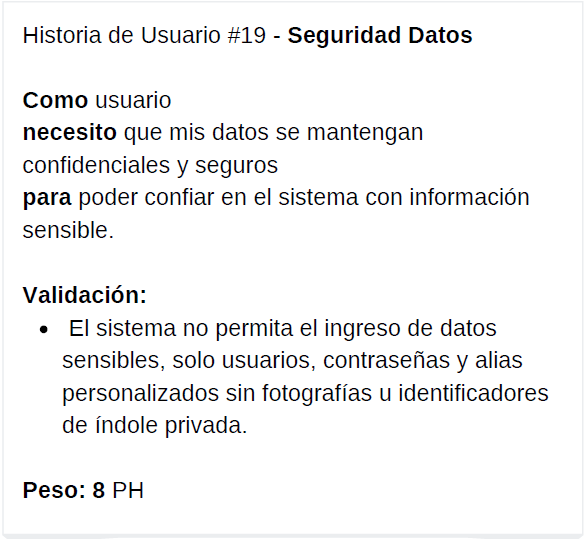 Historia de Usuario #19 - Seguridad Datos
Como usuario
necesito que mis datos se mantengan
confidenciales y seguros
para poder confiar en el sistema con información
sensible.
Validación:
• El sistema no permita el ingreso de datos
sensibles, solo usuarios, contraseñas y alias
personalizados sin fotografías u identificadores
de índole privada.
Peso: 8 PH